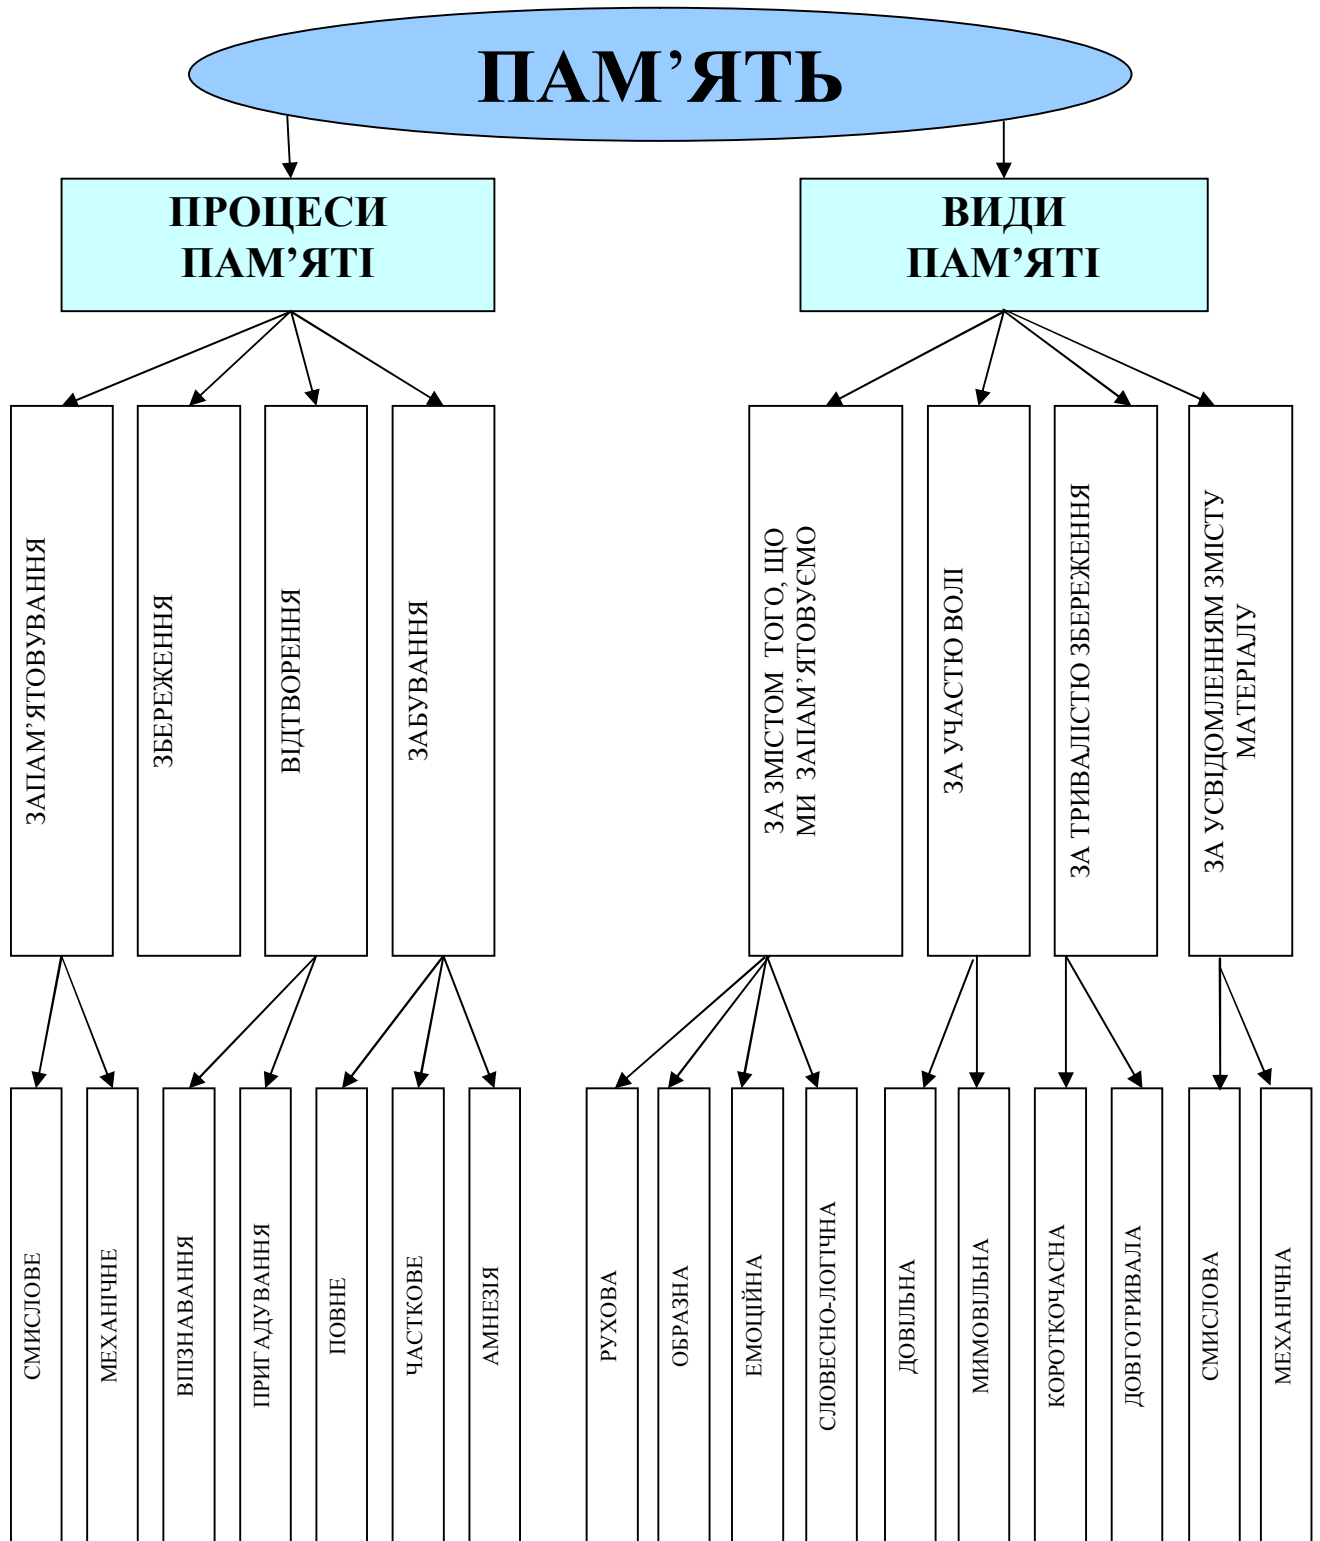 ПАМ’ЯТЬ
ПРОЦЕСИ
ПАМ’ЯТІ
ВИДИ
ПАМ’ЯТІ
ЗАПАМ’ЯТОВУВАННЯ
ЗБЕРЕЖЕННЯ
ВІДТВОРЕННЯ
ЗАБУВАННЯ
ЗА ЗМІСТОМ ТОГО, ЩО
МИ ЗАПАМ’ЯТОВУЄМО
ЗА УЧАСТЮ ВОЛІ
ЗА ТРИВАЛІСТЮ ЗБЕРЕЖЕННЯ
ЗА УСВІДОМЛЕННЯМ ЗМІСТУ
МАТЕРІАЛУ
СМИСЛОВЕ
МЕХАНІЧНЕ
ВПІЗНАВАННЯ
ПРИГАДУВАННЯ
ПОВНЕ
ЧАСТКОВЕ
АМНЕЗІЯ
РУХОВА
ОБРАЗНА
ЕМОЦІЙНА
СЛОВЕСНО-ЛОГІЧНА
ДОВІЛЬНА
МИМОВІЛЬНА
КОРОТКОЧАСНА
ДОВГОТРИВАЛА
СМИСЛОВА
МЕХАНІЧНА